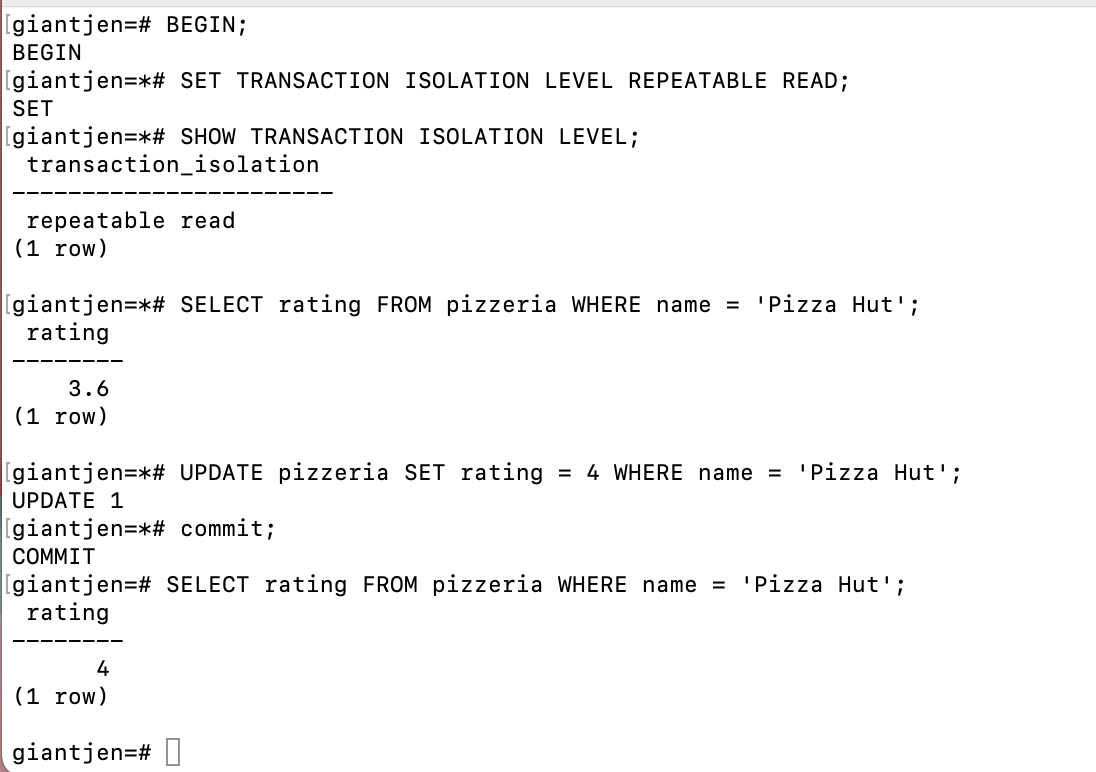 [giantjen=# BEGIN;
BEGIN
[giantjen=*# SET TRANSACTION ISOLATION LEVEL REPEATABLE READ;
SET
[giantjen=*# SHOW TRANSACTION ISOLATION LEVEL;
transaction_isolation
-----------------------
repeatable read
(1 row)
[giantjen=*# SELECT rating FROM pizzeria WHERE name = 'Pizza Hut';
rating
--------
3.6
(1 row)
[giantjen=*# UPDATE pizzeria SET rating = 4 WHERE name = 'Pizza Hut';
UPDATE 1
[giantjen=*# commit;
COMMIT
[giantjen=# SELECT rating FROM pizzeria WHERE name = 'Pizza Hut';
rating
--------
4
(1 row)
giantjen=#